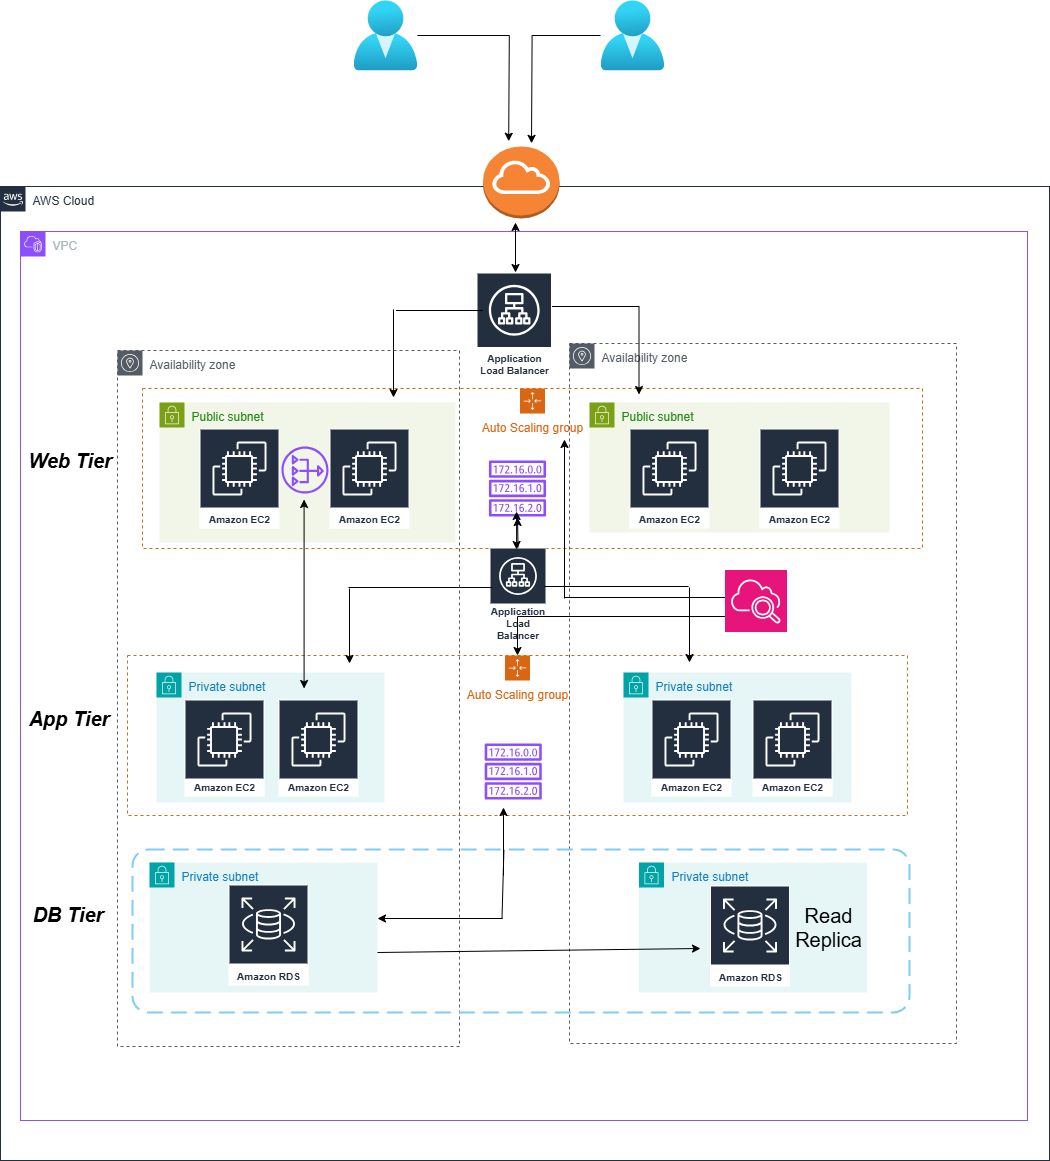 aws
AWS Cloud
VPC
Application
Load Balancer
Availability zone
Availability zone
Auto Scaling group
Public subnet
Public subnet
Web Tier
172.16.0.0
172.16.1.0
172.16.2.0
Amazon EC2
Amazon EC2
Amazon EC2
Amazon EC2
Application
Load
Balancer
Auto Scaling group
Private subnet
Private subnet
App Tier
172.16.0.0
172.16.1.0
172.16.2.0
Amazon EC2
Amazon EC2
Amazon EC2
Amazon EC2
Private subnet
Private subnet
DB Tier
Read
Replica
Amazon RDS
Amazon RDS